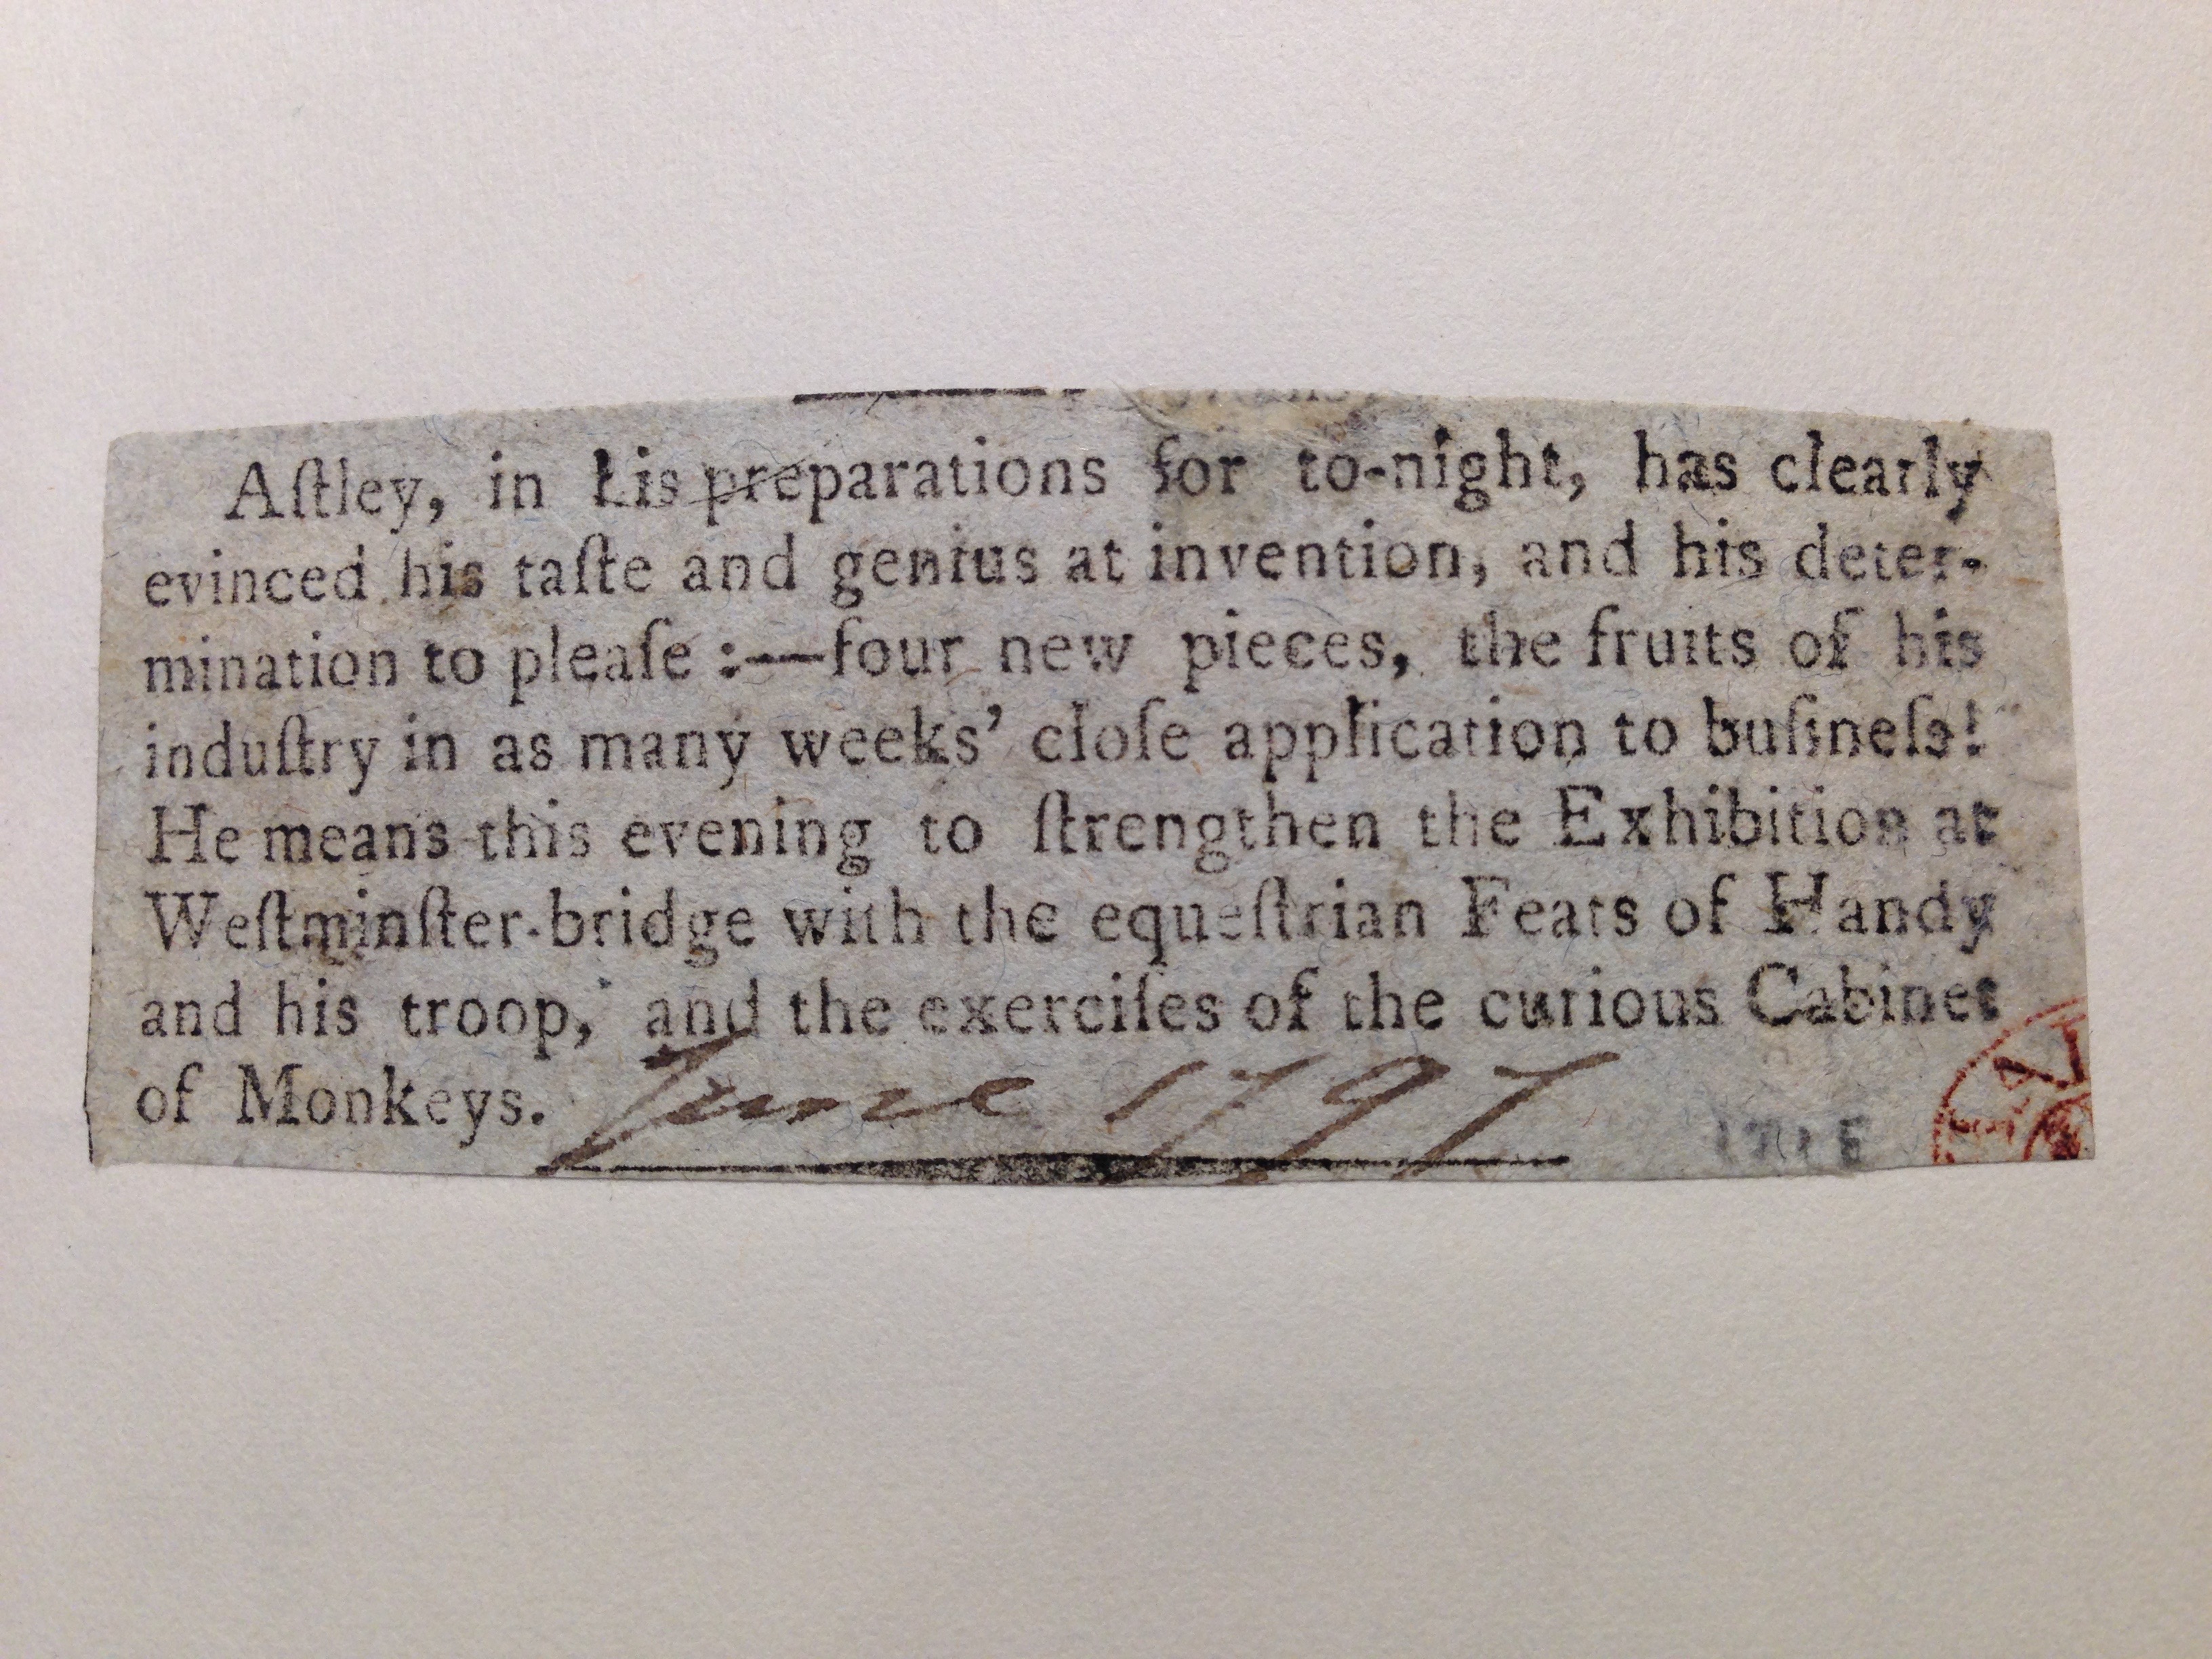 Aſtley, in his preparations for to-night, has clearly
evinced his taſte and genius at invention, and his deter-
mination to pleaſe :—four new pieces, the fruits of his
induſtry in as many weeks’ cloſe application to buſineſs!
He means this evening to ſtrengthen the Exhibition at
Weſtminſter-bridge with the equeſtrian Feats of Handy
and his troop, and the exerciſes of the curious Cabinet
of Monkeys.
June 1797